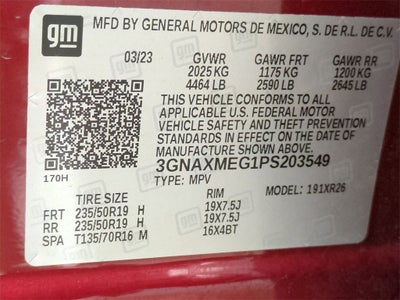 gm
MFD BY GENERAL MOTORS DE MEXICO, S. DE R.L. DE C.V.
03/23 GVWR GAWR FRT GAWR RR
2025 KG 1175 KG 1200 KG
4464 LB 2590 LB 2645 LB
THIS VEHICLE CONFORMS TO ALL
APPLICABLE U.S. FEDERAL MOTOR
VEHICLE SAFETY AND THEFT PREVENTION
STANDARDS IN EFFECT ON THE DATE OF
MANUFACTURE SHOWN ABOVE.
3GNAXMEG1PS203549
170H TYPE: MPV MODEL: 191XR26
TIRE SIZE RIM
FRT 235/50R19 H 19X7.5J
RR 235/50R19 H 19X7.5J
SPA T135/70R16 M 16X4BT